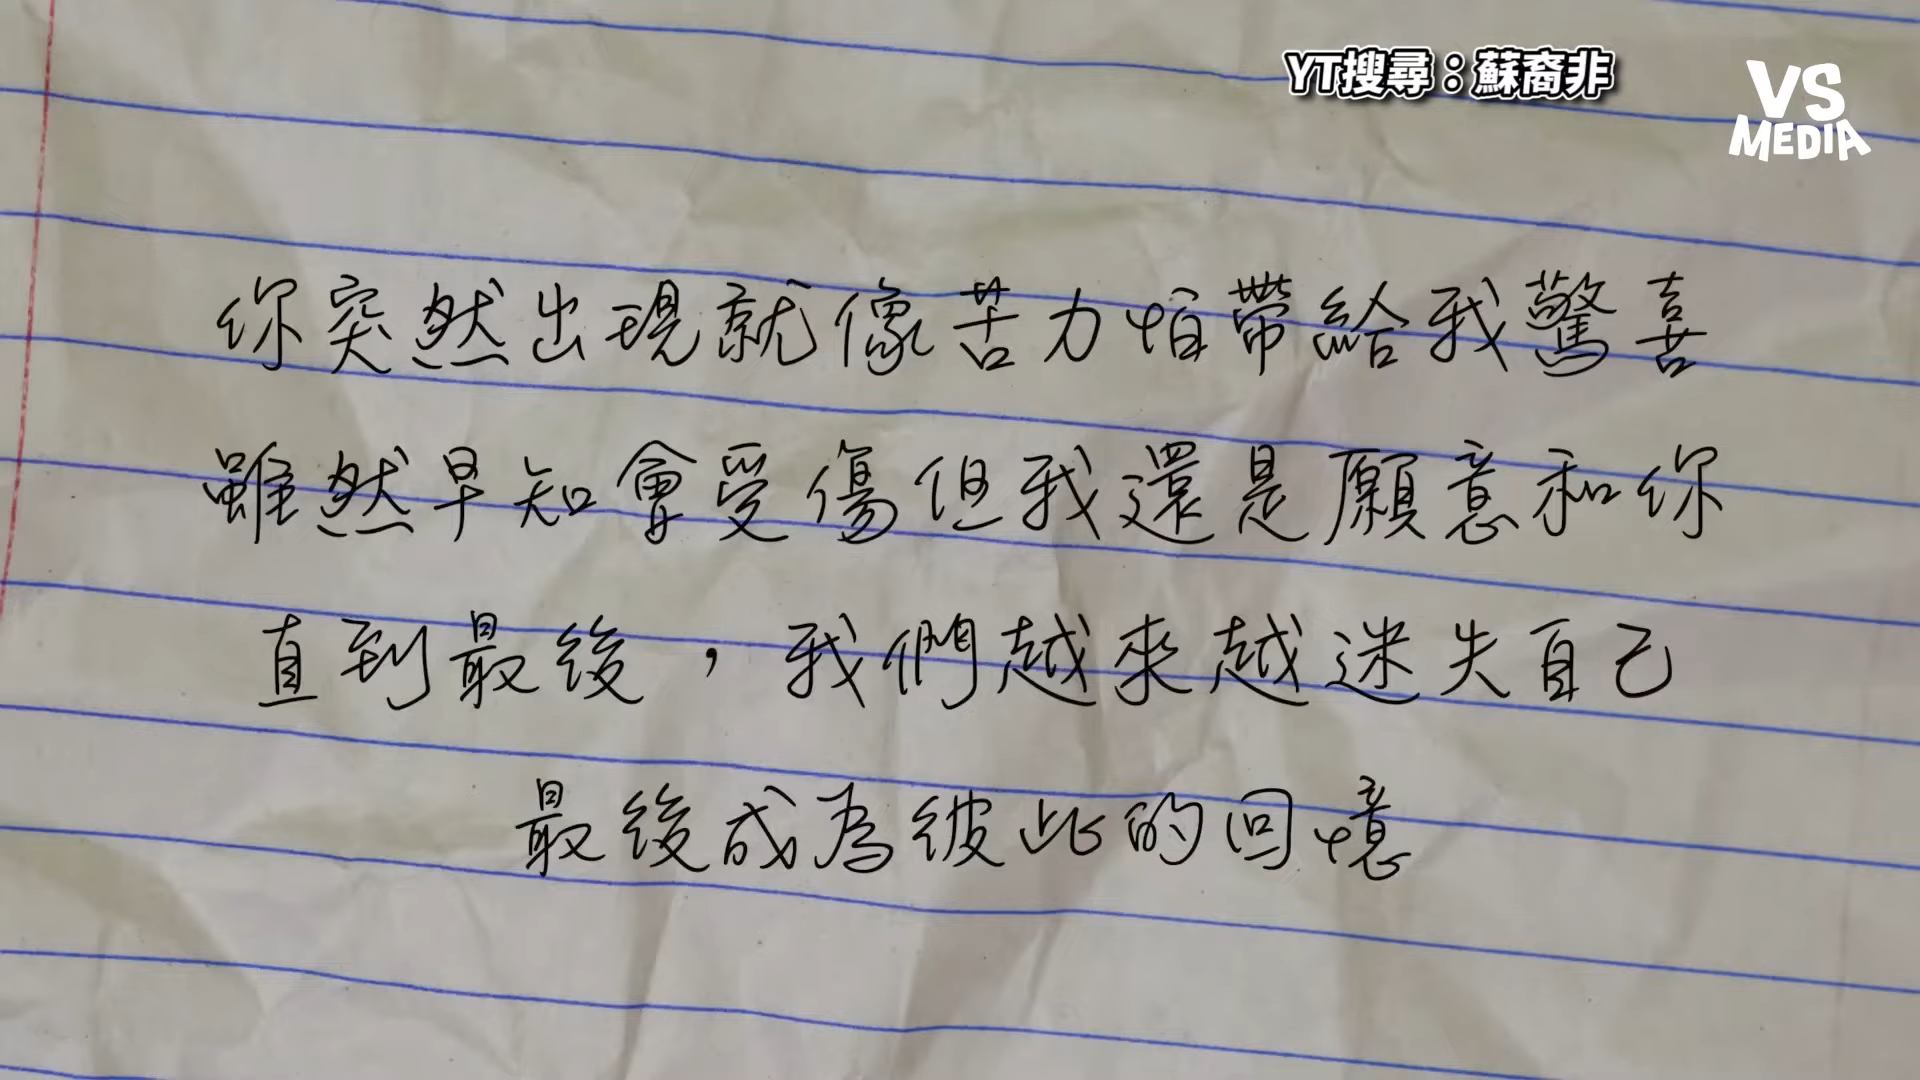 YT搜尋：蘇裔非
VS
MEDIA
你突然出現就像苦力怕帶給我驚喜
雖然早知會受傷但我還是願意和你
直到最後，我們越來越迷失自己
最後成為彼此的回憶